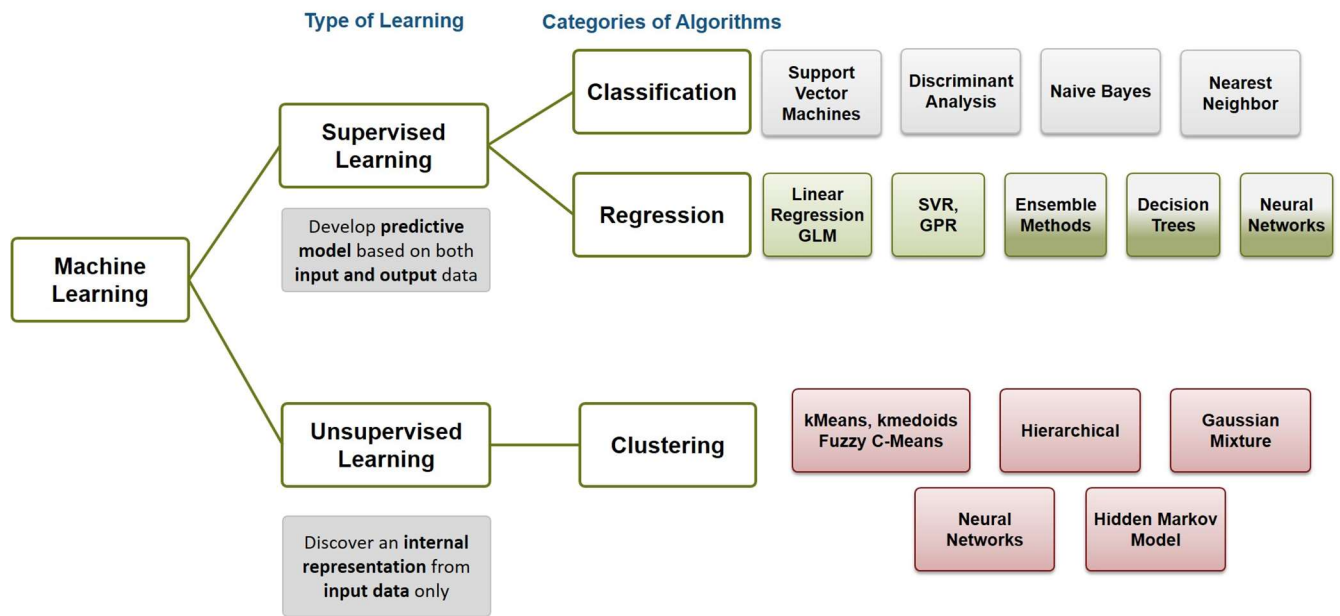 Type of Learning
Categories of Algorithms
Machine
Learning
Supervised
Learning
Develop predictive
model based on both
input and output data
Classification
Support
Vector
Machines
Discriminant
Analysis
Naive Bayes
Nearest
Neighbor
Regression
Linear
Regression
GLM
SVR,
GPR
Ensemble
Methods
Decision
Trees
Neural
Networks
Unsupervised
Learning
Discover an internal
representation from
input data only
Clustering
kMeans, kmedoids
Fuzzy C-Means
Hierarchical
Gaussian
Mixture
Neural
Networks
Hidden Markov
Model